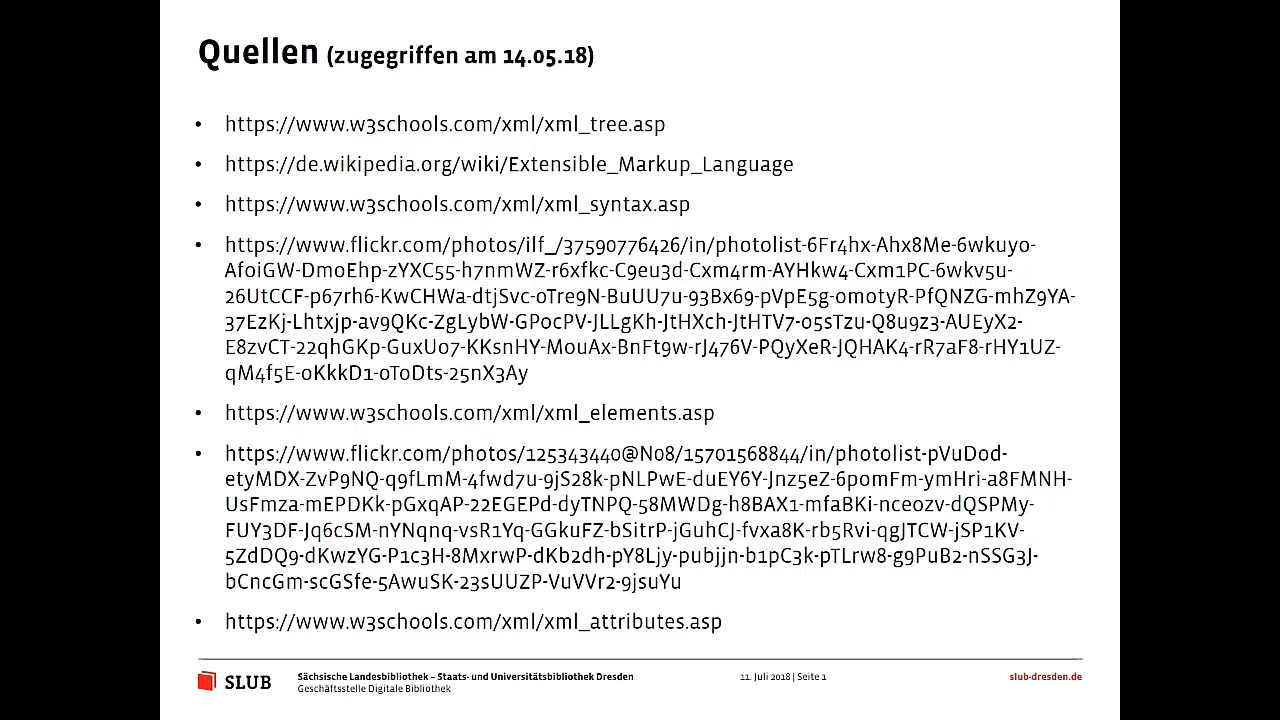 Quellen (zugegriffen am 14.05.18)
• https://www.w3schools.com/xml/xml_tree.asp
• https://de.wikipedia.org/wiki/Extensible_Markup_Language
• https://www.w3schools.com/xml/xml_syntax.asp
• https://www.flickr.com/photos/ilf_/37590776426/in/photolist-6Fr4hx-Ahx8Me-6wkuyo-
AfoiGW-DmoEhp-zYXC55-h7nmWZ-r6xfkc-C9eu3d-Cxm4rm-AYHkw4-Cxm1PC-6wkv5u-
26UtCCF-p67rh6-KwCHWa-dtjSvc-oTre9N-BuUU7u-93Bx69-pVpE5g-omotyR-PfQNZG-mhZ9YA-
37EzKj-Lhtxjp-av9QKc-ZgLybW-GPocPV-JLLgKh-JtHXch-JtHTV7-o5sTzu-Q8u9z3-AUEyX2-
E8zvCT-22qhGKp-GuxUo7-KKsnHY-MouAx-BnFt9w-rJ476V-PQyXeR-JQHAK4-rR7aF8-rHY1UZ-
qM4f5E-oKkkD1-oToDts-25nX3Ay
• https://www.w3schools.com/xml/xml_elements.asp
• https://www.flickr.com/photos/125343440@N08/15701568844/in/photolist-pVuDod-
etyMDX-ZvP9NQ-q9fLmM-4fwd7u-9jS28k-pNLPwE-duEY6Y-Jnz5eZ-6pomFm-ymHri-a8FMNH-
UsFmza-mEPDKk-pGxqAP-22EGEPd-dyTNPQ-58MWDg-h8BAX1-mfaBKi-nceozv-dQSPMy-
FUY3DF-Jq6cSM-nYNqnq-vsR1Yq-GGkuFZ-bSitrP-jGuhCJ-fvxa8K-rb5Rvi-qgJTCW-jSP1KV-
5ZdDQ9-dKwzYG-P1c3H-8MxrwP-dKb2dh-pY8Ljy-pubjjn-b1pC3k-pTLrw8-g9PuB2-nSSG3J-
bCncGm-scGSfe-5AwuSK-23sUUZP-VuVVr2-9jsuYu
• https://www.w3schools.com/xml/xml_attributes.asp
SLUB
Sächsische Landesbibliothek – Staats- und Universitätsbibliothek Dresden
Geschäftsstelle Digitale Bibliothek
11. Juli 2018 | Seite 1
slub-dresden.de